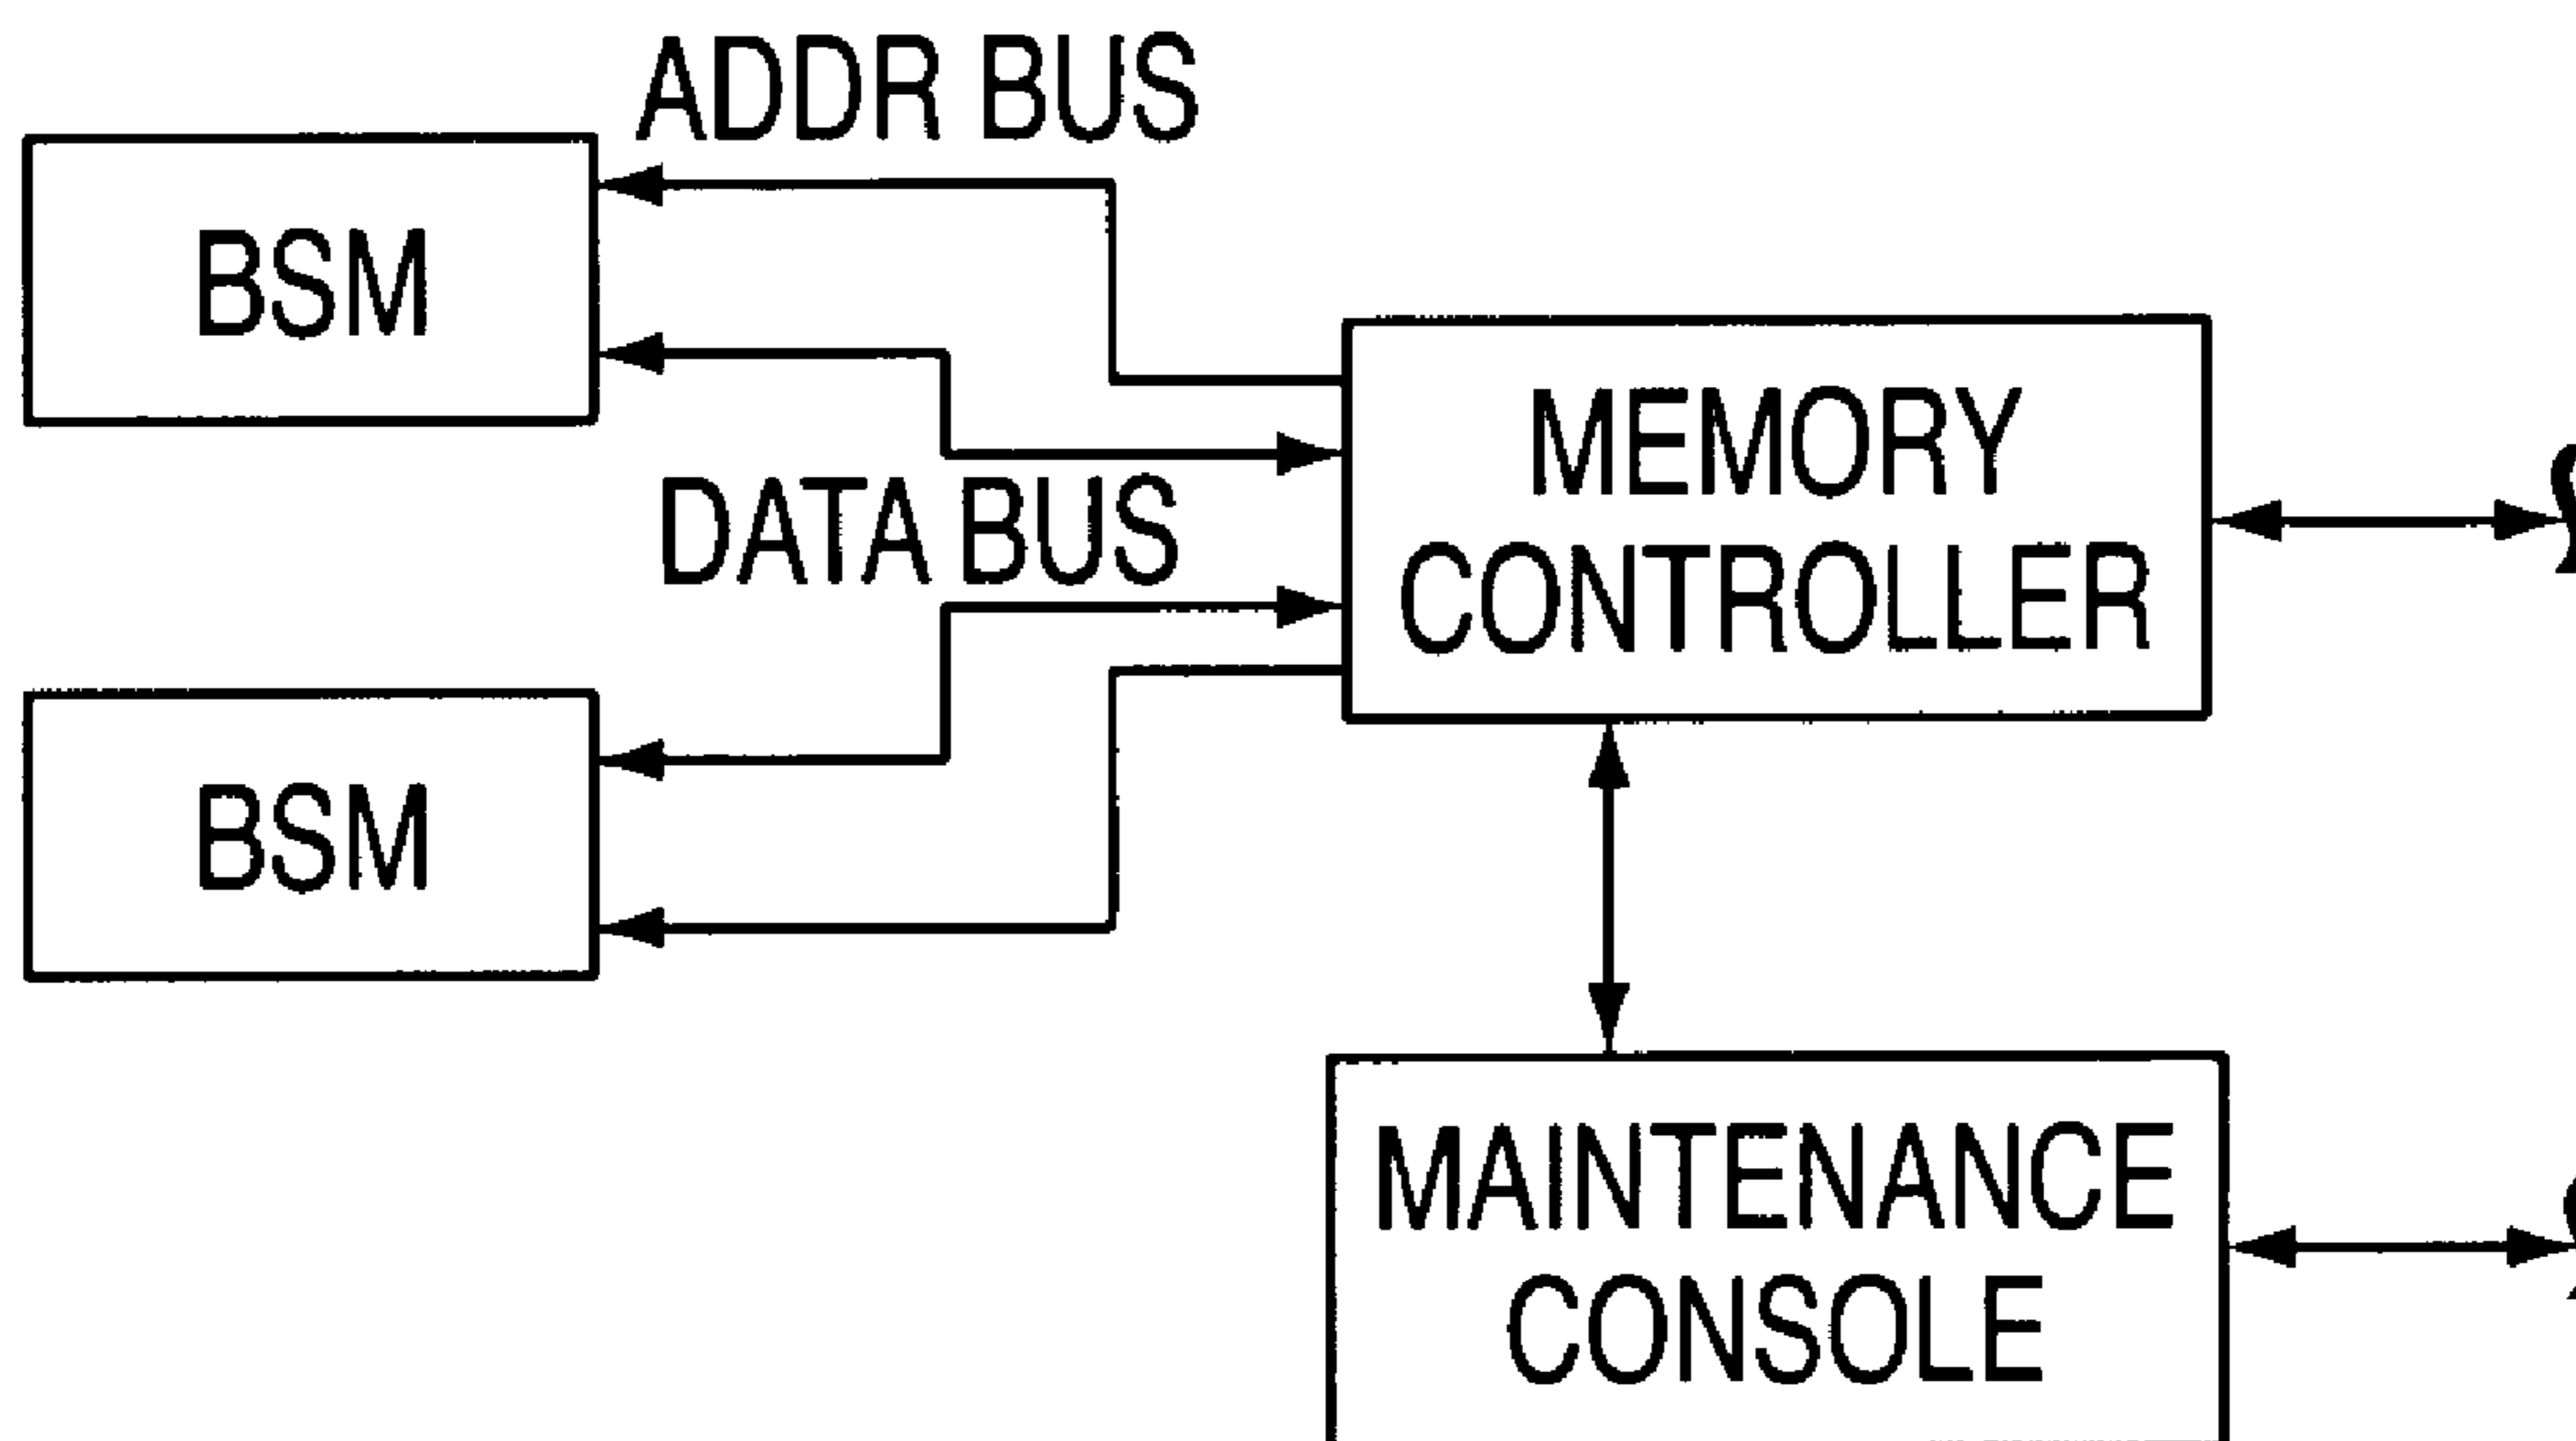 ADDR BUS
BSM
MEMORY
CONTROLLER
DATA BUS
BSM
MAINTENANCE
CONSOLE